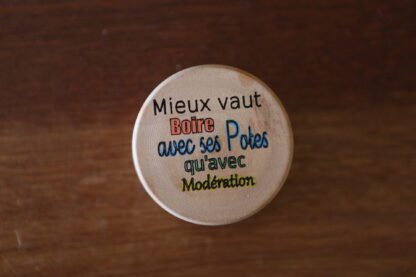 Mieux vaut
Boire
avec ses Potes
qu'avec
Modération